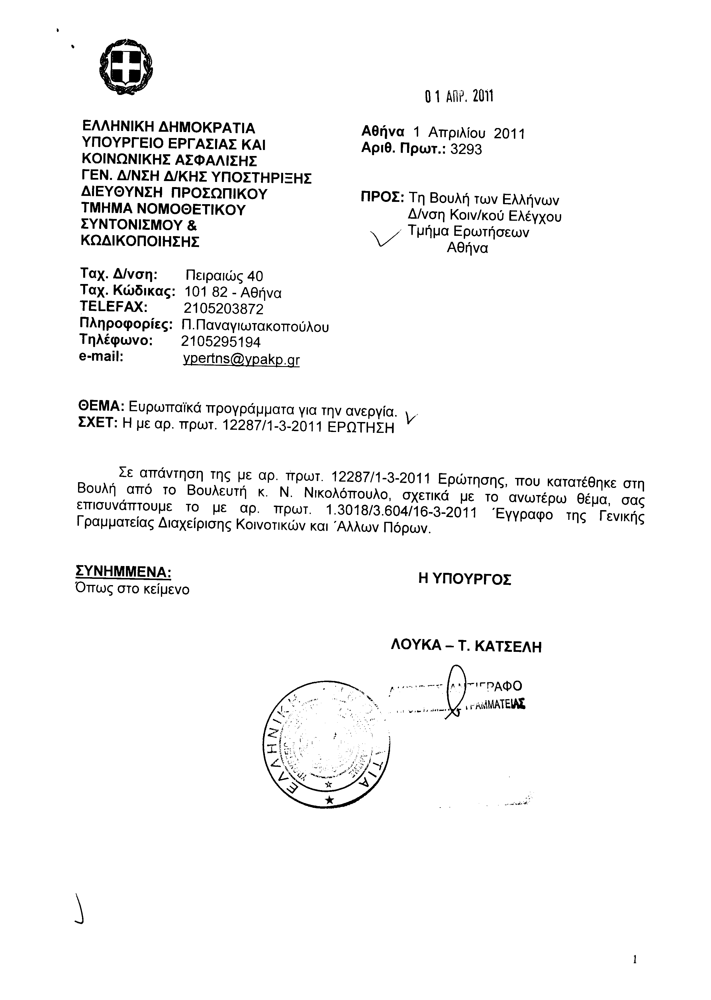 0 1 ΑΠΡ. 2011
ΕΛΛΗΝΙΚΗ ΔΗΜΟΚΡΑΤΙΑ
ΥΠΟΥΡΓΕΙΟ ΕΡΓΑΣΙΑΣ ΚΑΙ
ΚΟΙΝΩΝΙΚΗΣ ΑΣΦΑΛΙΣΗΣ
ΓΕΝ. Δ/ΝΣΗ Δ/ΚΗΣ ΥΠΟΣΤΗΡΙΞΗΣ
ΔΙΕΥΘΥΝΣΗ ΠΡΟΣΩΠΙΚΟΥ
ΤΜΗΜΑ ΝΟΜΟΘΕΤΙΚΟΥ
ΣΥΝΤΟΝΙΣΜΟΥ &
ΚΩΔΙΚΟΠΟΙΗΣΗΣ
Αθήνα 1 Απριλίου 2011
Αριθ. Πρωτ.: 3293
ΠΡΟΣ: Τη Βουλή των Ελλήνων
Δ/νση Κοιν/κού Ελέγχου
Τμήμα Ερωτήσεων
Αθήνα
Ταχ. Δ/νση: Πειραιώς 40
Ταχ. Κώδικας: 101 82 - Αθήνα
TELEFAX: 2105203872
Πληροφορίες: Π.Παναγιωτακοπούλου
Τηλέφωνο: 2105295194
e-mail: ypertns@ypakp.gr
ΘΕΜΑ: Ευρωπαϊκά προγράμματα για την ανεργία.
ΣΧΕΤ: Η με αρ. πρωτ. 12287/1-3-2011 ΕΡΩΤΗΣΗ
Σε απάντηση της με αρ. πρωτ. 12287/1-3-2011 Ερώτησης, που κατατέθηκε στη
Βουλή από το Βουλευτή κ. Ν. Νικολόπουλο, σχετικά με το ανωτέρω θέμα, σας
επισυνάπτουμε το με αρ. πρωτ. 1.3018/3.604/16-3-2011 Έγγραφο της Γενικής
Γραμματείας Διαχείρισης Κοινοτικών και Άλλων Πόρων.
ΣΥΝΗΜΜΕΝΑ:
Όπως στο κείμενο
Η ΥΠΟΥΡΓΟΣ
ΛΟΥΚΑ – Τ. ΚΑΤΣΕΛΗ
ΑΝΤΙΓΡΑΦΟ
ΓΡΑΜΜΑΤΕΙΑΣ
1